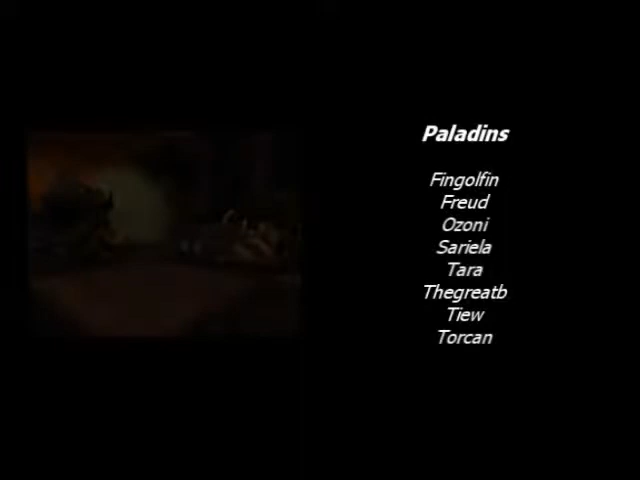 Paladins
Fingolfin
Freud
Ozoni
Sariela
Tara
Thegreatb
Tiew
Torcan